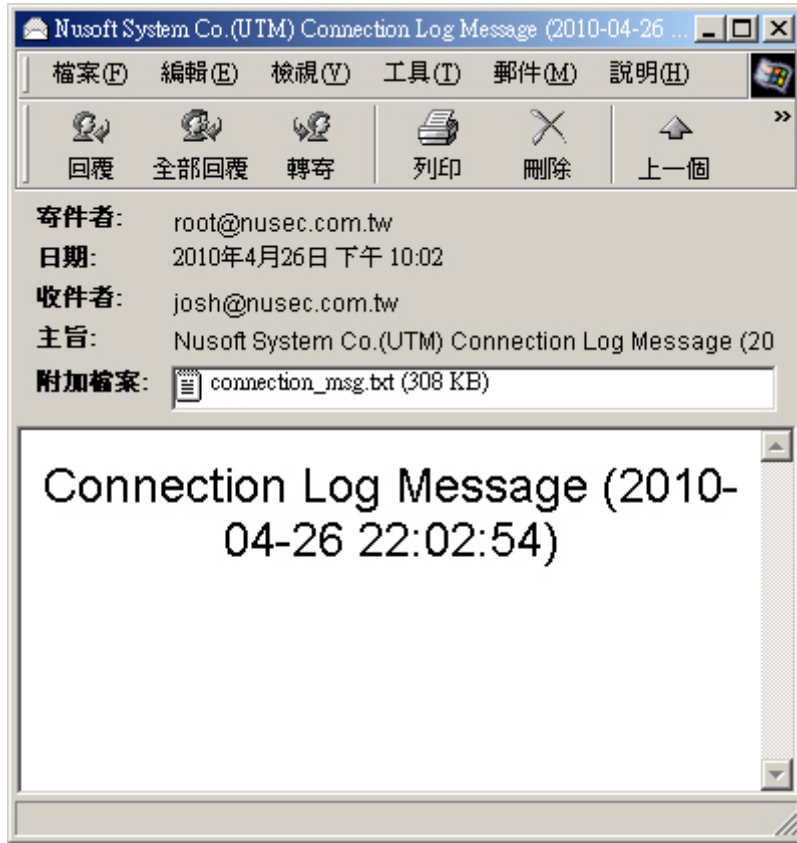 Nusoft System Co.(UTM) Connection Log Message (2010-04-26 ...
檔案(F) 編輯(E) 檢視(V) 工具(T) 郵件(M) 說明(H)
回覆 全部回覆 轉寄 列印 刪除 上一個 »
寄件者: root@nusec.com.tw
日期: 2010年4月26日 下午 10:02
收件者: josh@nusec.com.tw
主旨: Nusoft System Co.(UTM) Connection Log Message (20
附加檔案: connection_msg.txt (308 KB)
Connection Log Message (2010-
04-26 22:02:54)